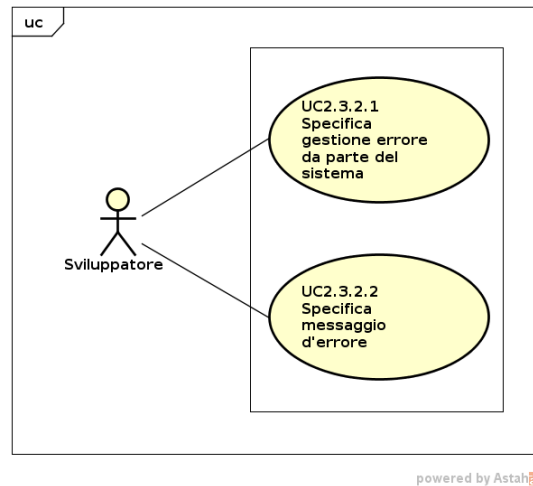 uc
UC2.3.2.1
Specifica
gestione errore
da parte del
sistema
Sviluppatore
UC2.3.2.2
Specifica
messaggio
d'errore
powered by Astah